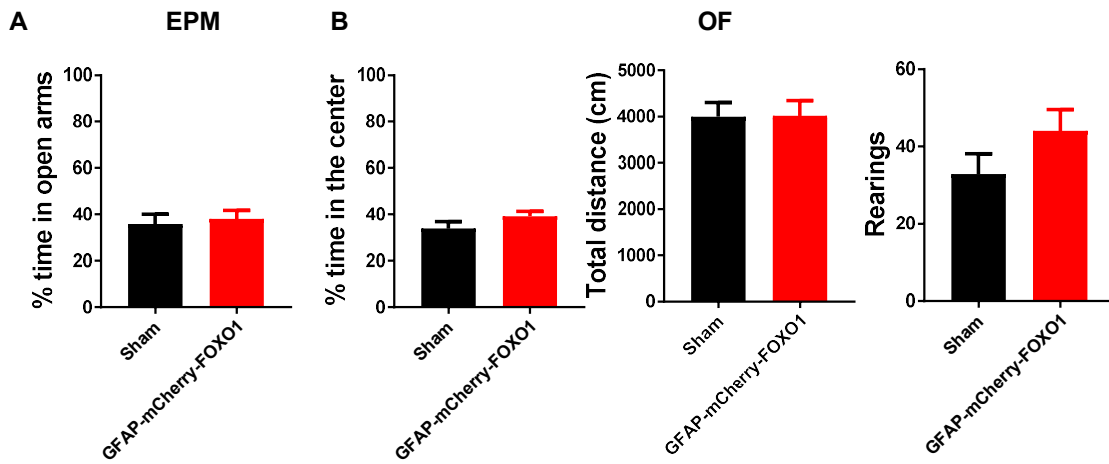 A
EPM
B
OF
% time in open arms
100
80
60
40
20
0
Sham
GFAP-mCherry-FOXO1
% time in the center
100
80
60
40
20
0
Sham
GFAP-mCherry-FOXO1
Total distance (cm)
5000
4000
3000
2000
1000
0
Sham
GFAP-mCherry-FOXO1
Rearings
60
40
20
0
Sham
GFAP-mCherry-FOXO1